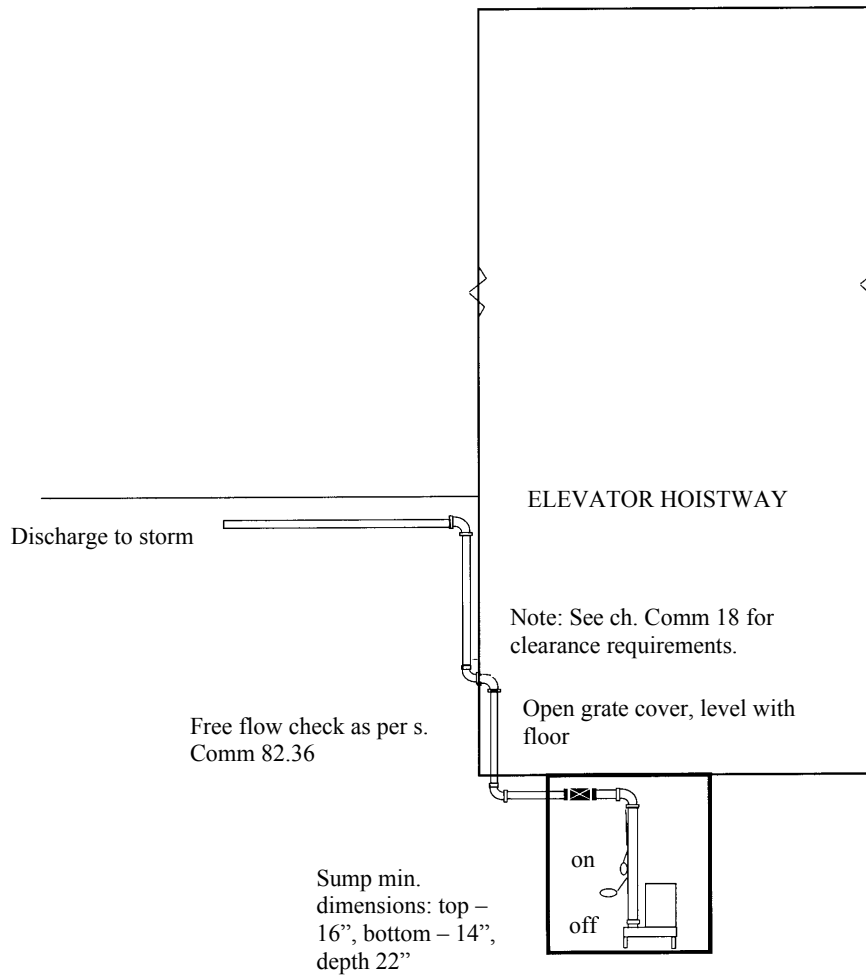 ELEVATOR HOISTWAY
Discharge to storm
Note: See ch. Comm 18 for
clearance requirements.
Open grate cover, level with
floor
Free flow check as per s.
Comm 82.36
on
Sump min.
dimensions: top –
16”, bottom – 14”,
depth 22”
off